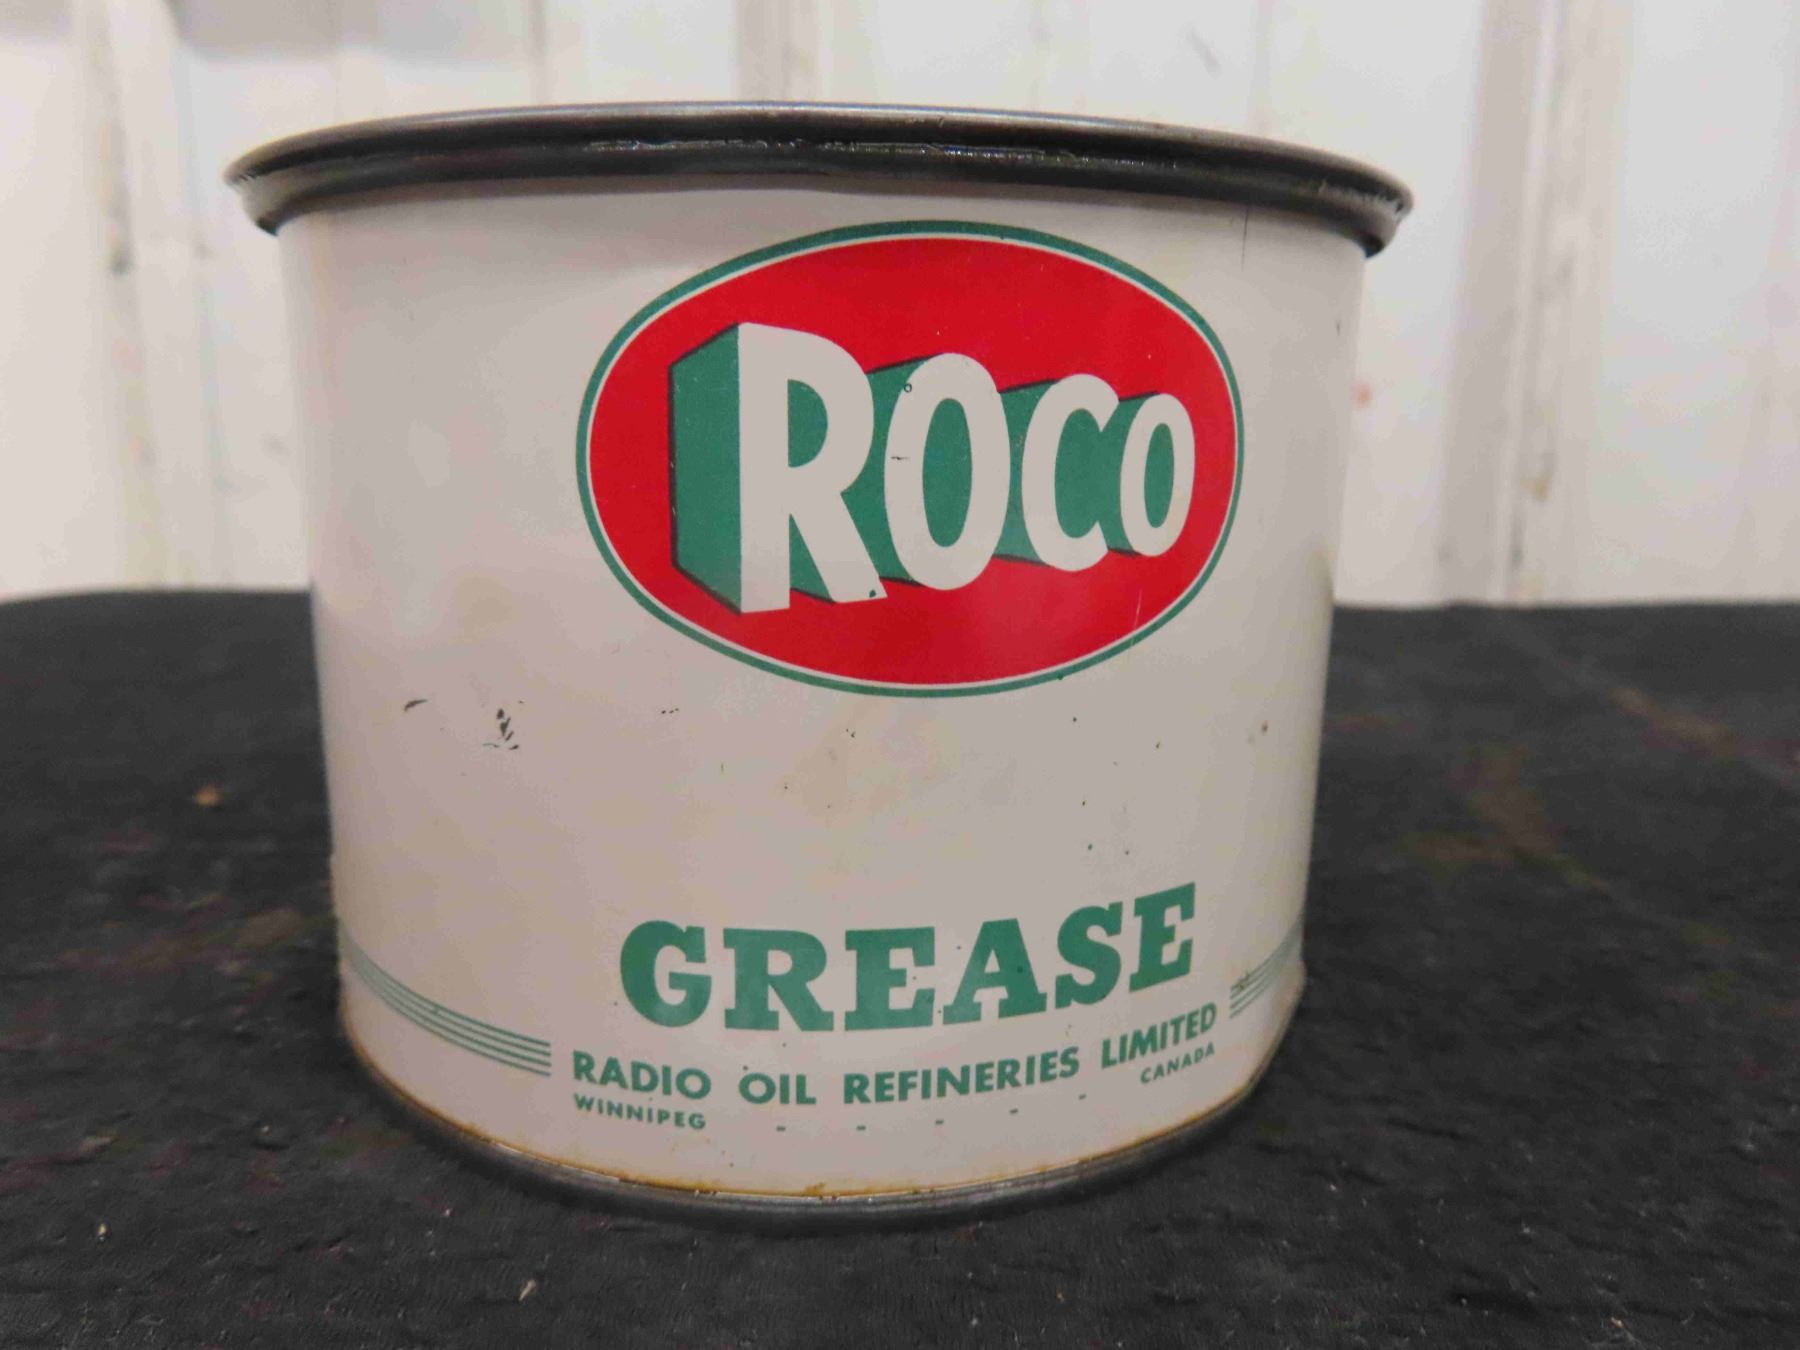 ROCO
GREASE
RADIO OIL REFINERIES LIMITED
WINNIPEG - - - - - CANADA